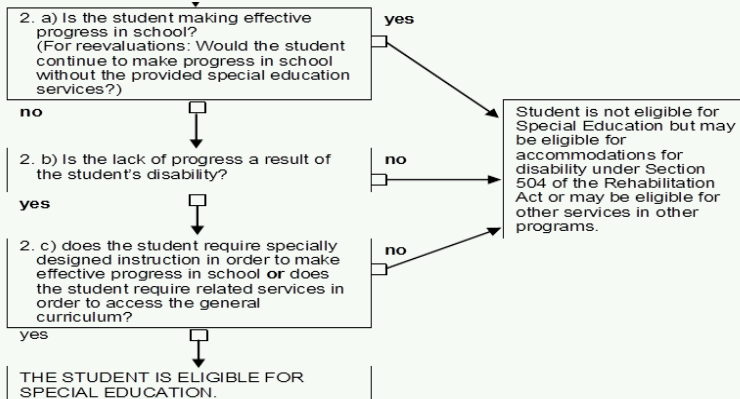 2. a) Is the student making effective
progress in school?
(For reevaluations: Would the student
continue to make progress in school
without the provided special education
services?)
yes
no
Student is not eligible for
Special Education but may
be eligible for
accommodations for
disability under Section
504 of the Rehabilitation
Act or may be eligible for
other services in other
programs.
2. b) Is the lack of progress a result of
the student's disability?
no
yes
2. c) does the student require specially
designed instruction in order to make
effective progress in school or does
the student require related services in
order to access the general
curriculum?
no
yes
THE STUDENT IS ELIGIBLE FOR
SPECIAL EDUCATION.